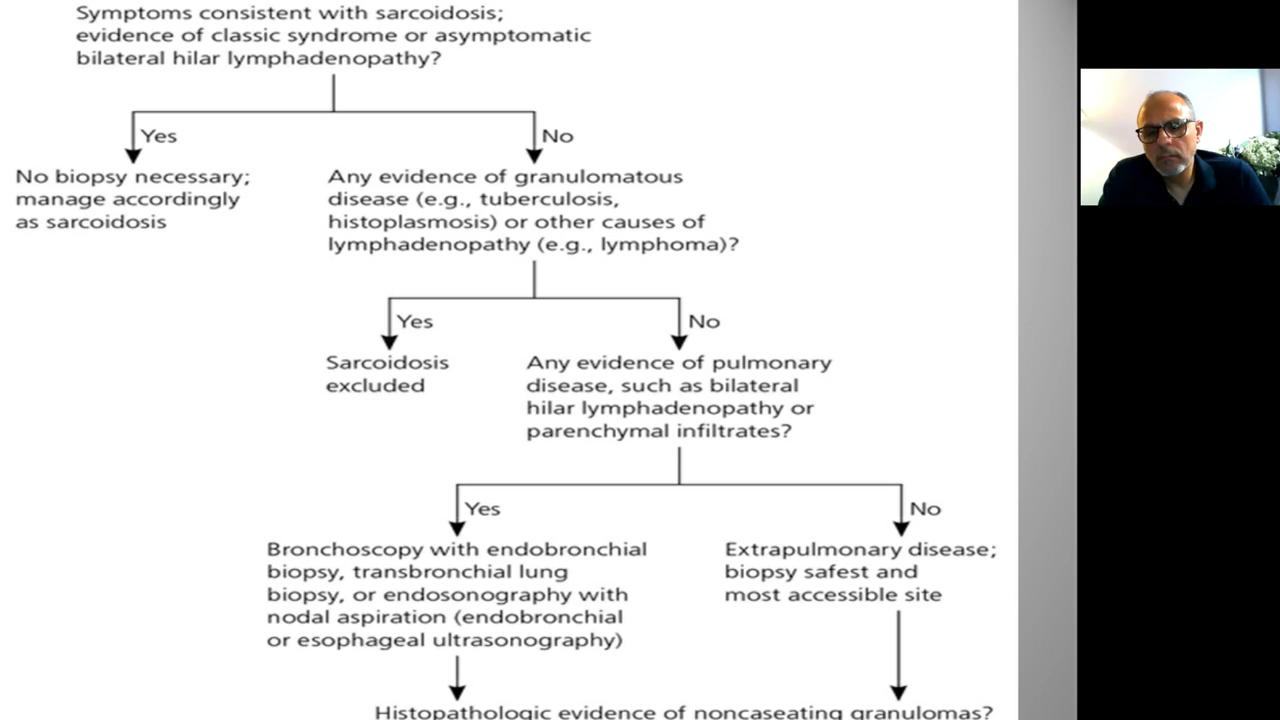 Symptoms consistent with sarcoidosis;
evidence of classic syndrome or asymptomatic
bilateral hilar lymphadenopathy?
Yes
No
No biopsy necessary;
manage accordingly
as sarcoidosis
Any evidence of granulomatous
disease (e.g., tuberculosis,
histoplasmosis) or other causes of
lymphadenopathy (e.g., lymphoma)?
Yes
No
Sarcoidosis
excluded
Any evidence of pulmonary
disease, such as bilateral
hilar lymphadenopathy or
parenchymal infiltrates?
Yes
No
Bronchoscopy with endobronchial
biopsy, transbronchial lung
biopsy, or endosonography with
nodal aspiration (endobronchial
or esophageal ultrasonography)
Extrapulmonary disease;
biopsy safest and
most accessible site
Histopathologic evidence of noncaseating granulomas?